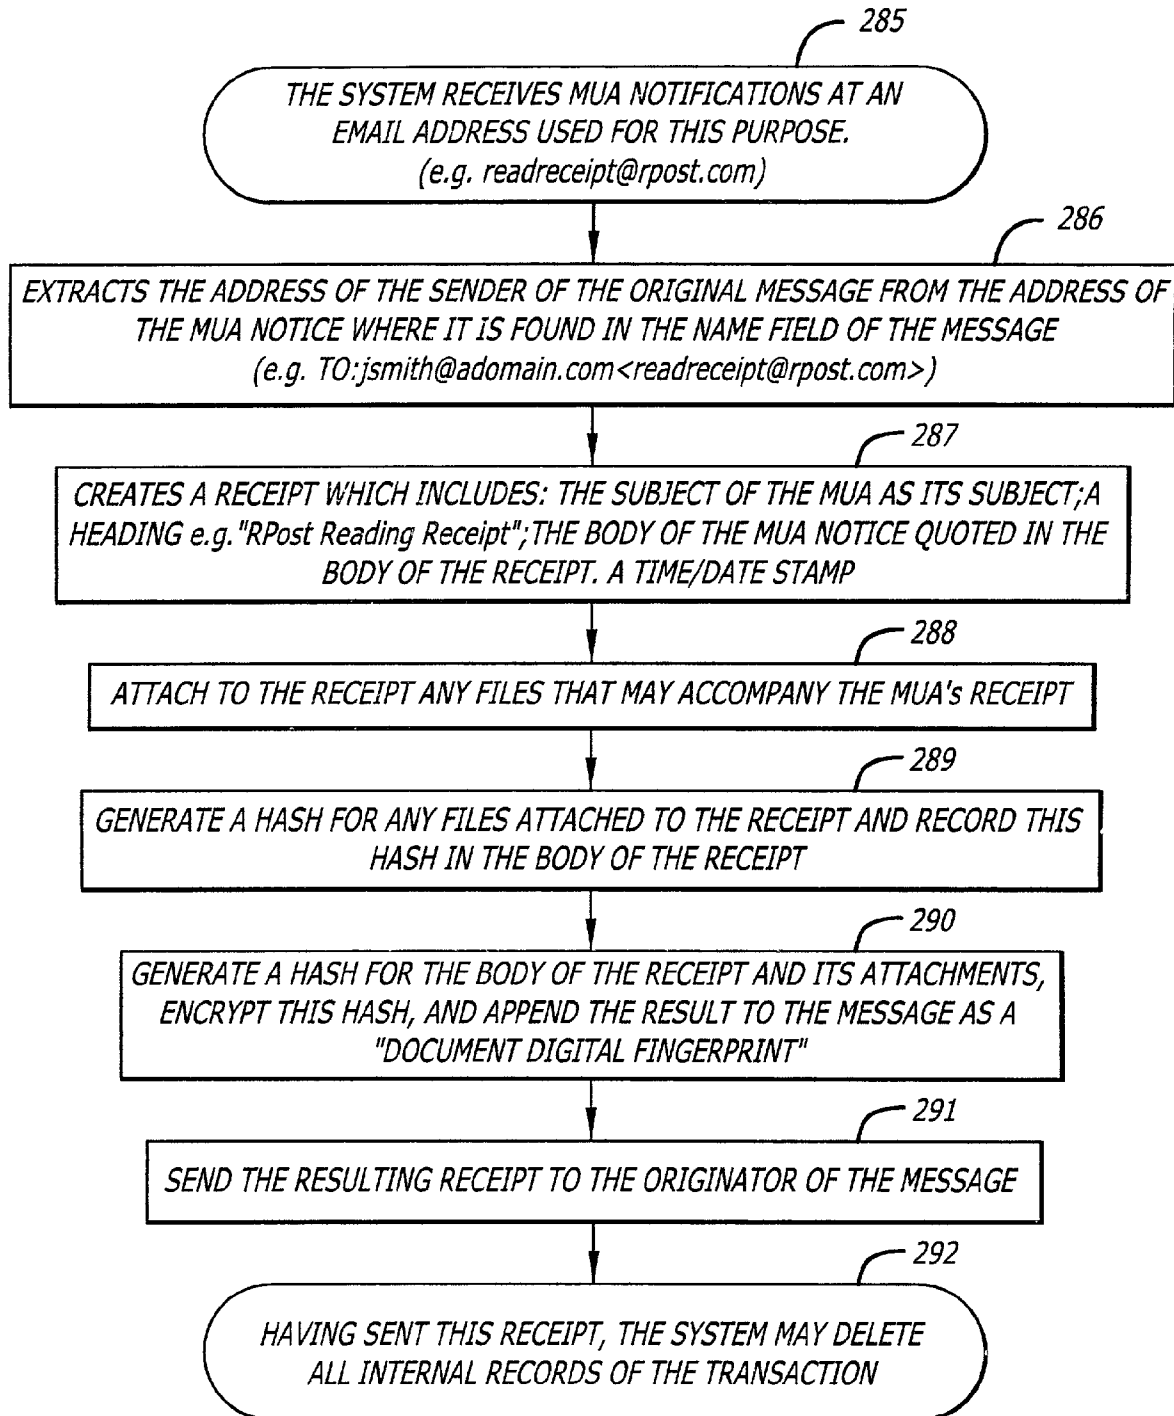 285
THE SYSTEM RECEIVES MUA NOTIFICATIONS AT AN
EMAIL ADDRESS USED FOR THIS PURPOSE.
(e.g. readreceipt@rpost.com)
286
EXTRACTS THE ADDRESS OF THE SENDER OF THE ORIGINAL MESSAGE FROM THE ADDRESS OF
THE MUA NOTICE WHERE IT IS FOUND IN THE NAME FIELD OF THE MESSAGE
(e.g. TO:jsmith@adomain.com<readreceipt@rpost.com>)
287
CREATES A RECEIPT WHICH INCLUDES: THE SUBJECT OF THE MUA AS ITS SUBJECT;A
HEADING e.g."RPost Reading Receipt";THE BODY OF THE MUA NOTICE QUOTED IN THE
BODY OF THE RECEIPT. A TIME/DATE STAMP
288
ATTACH TO THE RECEIPT ANY FILES THAT MAY ACCOMPANY THE MUA's RECEIPT
289
GENERATE A HASH FOR ANY FILES ATTACHED TO THE RECEIPT AND RECORD THIS
HASH IN THE BODY OF THE RECEIPT
290
GENERATE A HASH FOR THE BODY OF THE RECEIPT AND ITS ATTACHMENTS,
ENCRYPT THIS HASH, AND APPEND THE RESULT TO THE MESSAGE AS A
"DOCUMENT DIGITAL FINGERPRINT"
291
SEND THE RESULTING RECEIPT TO THE ORIGINATOR OF THE MESSAGE
292
HAVING SENT THIS RECEIPT, THE SYSTEM MAY DELETE
ALL INTERNAL RECORDS OF THE TRANSACTION